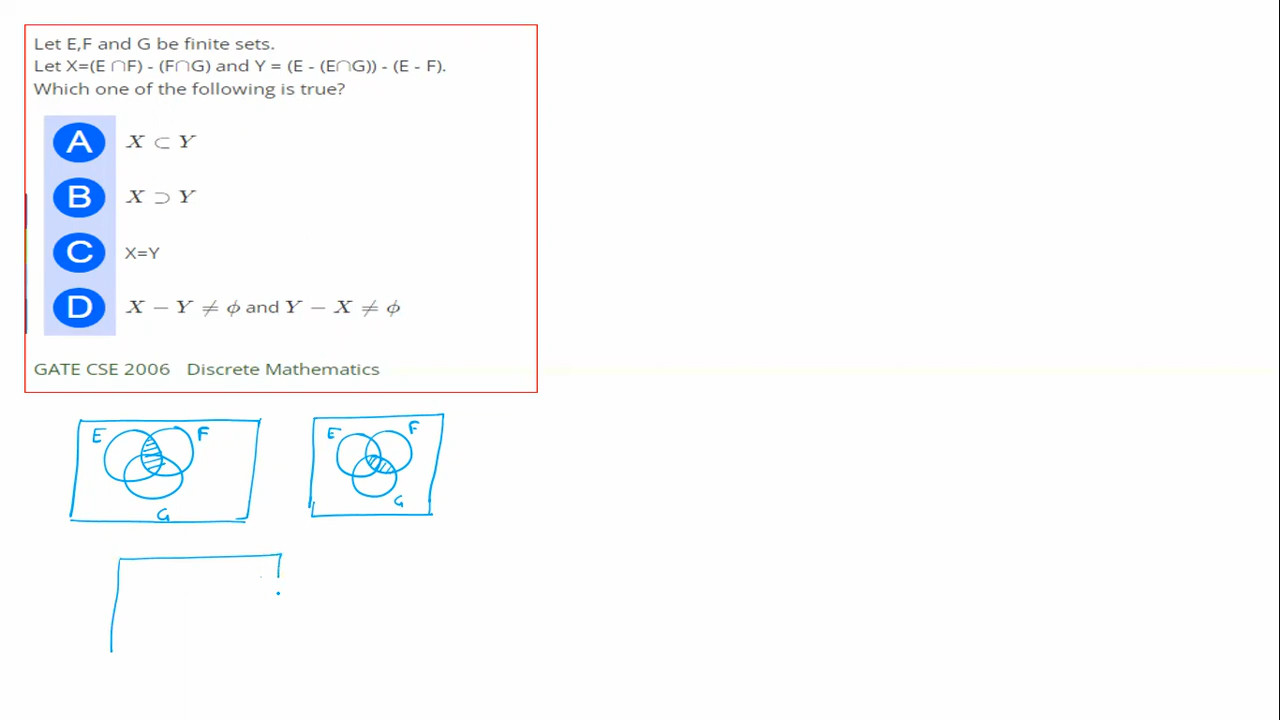 Let E,F and G be finite sets.
Let X=(E ∩F) - (F∩G) and Y = (E - (E∩G)) - (E - F).
Which one of the following is true?
A X ⊂ Y
B X ⊃ Y
C X=Y
D X − Y ≠ ϕ and Y − X ≠ ϕ
GATE CSE 2006 Discrete Mathematics
E F
G
E F
G